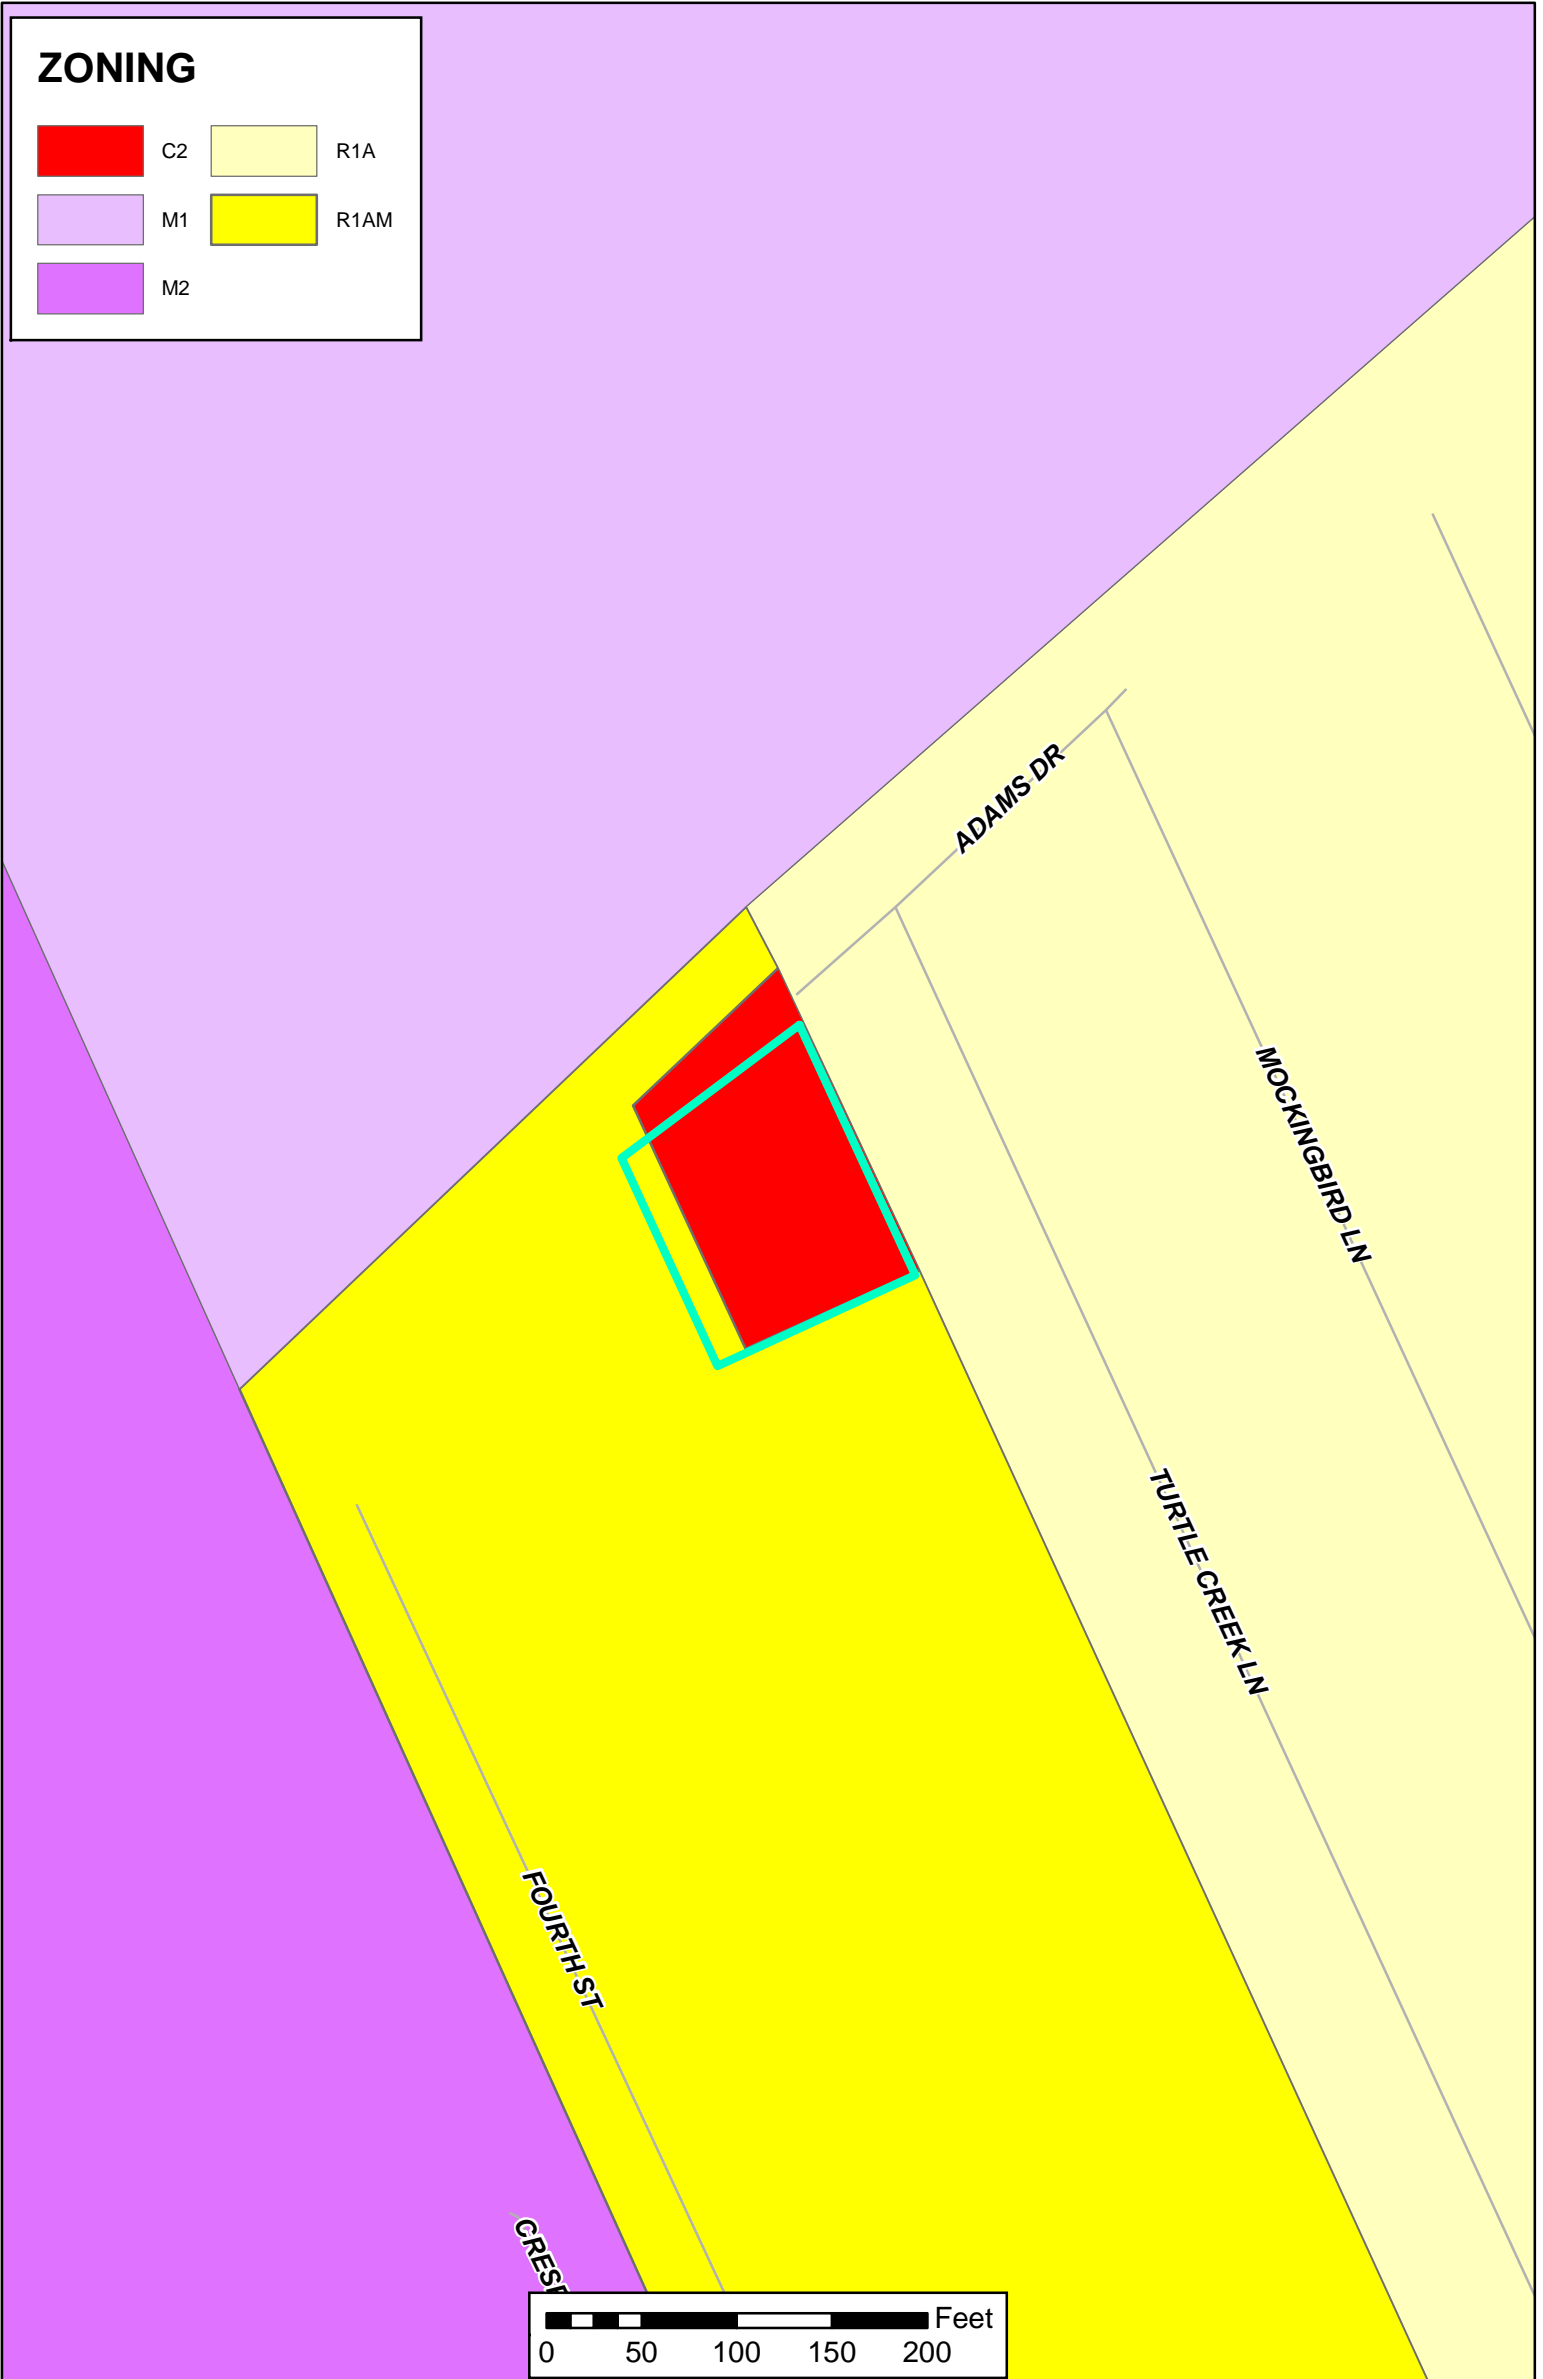 ZONING
C2 R1A
M1 R1AM
M2
ADAMS DR
MOCKINGBIRD LN
TURTLE CREEK LN
FOURTH ST
Feet
0 50 100 150 200